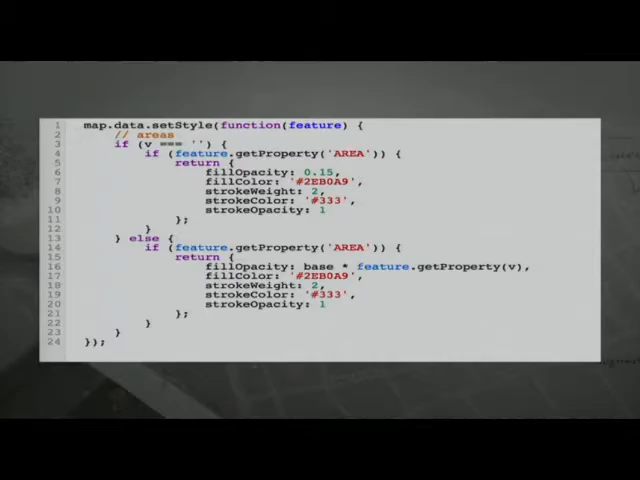 1 map.data.setStyle(function(feature) {
2 // areas
3 if (v === '') {
4 if (feature.getProperty('AREA')) {
5 return {
6 fillOpacity: 0.15,
7 fillColor: '#2EB0A9',
8 strokeWeight: 2,
9 strokeColor: '#333',
10 strokeOpacity: 1
11 };
12 }
13 } else {
14 if (feature.getProperty('AREA')) {
15 return {
16 fillOpacity: base * feature.getProperty(v),
17 fillColor: '#2EB0A9',
18 strokeWeight: 2,
19 strokeColor: '#333',
20 strokeOpacity: 1
21 };
22 }
23 }
24 });